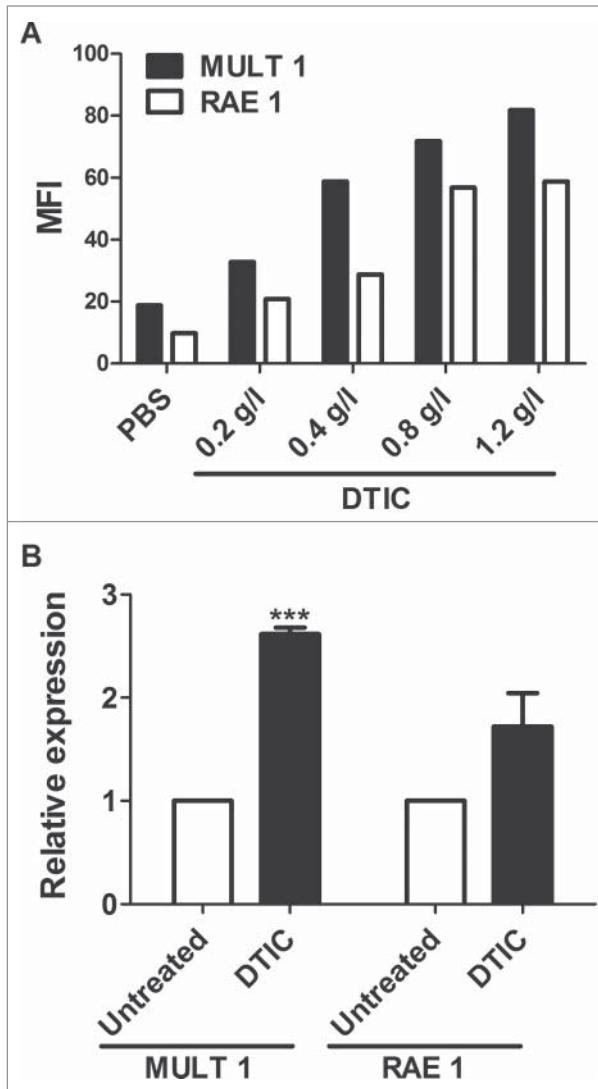 A
100
80
60
40
20
0
MFI
MULT 1
RAE 1
PBS
0.2 g/l
0.4 g/l
0.8 g/l
1.2 g/l
DTIC
B
3
2
1
0
Relative expression
***
Untreated
DTIC
Untreated
DTIC
MULT 1
RAE 1